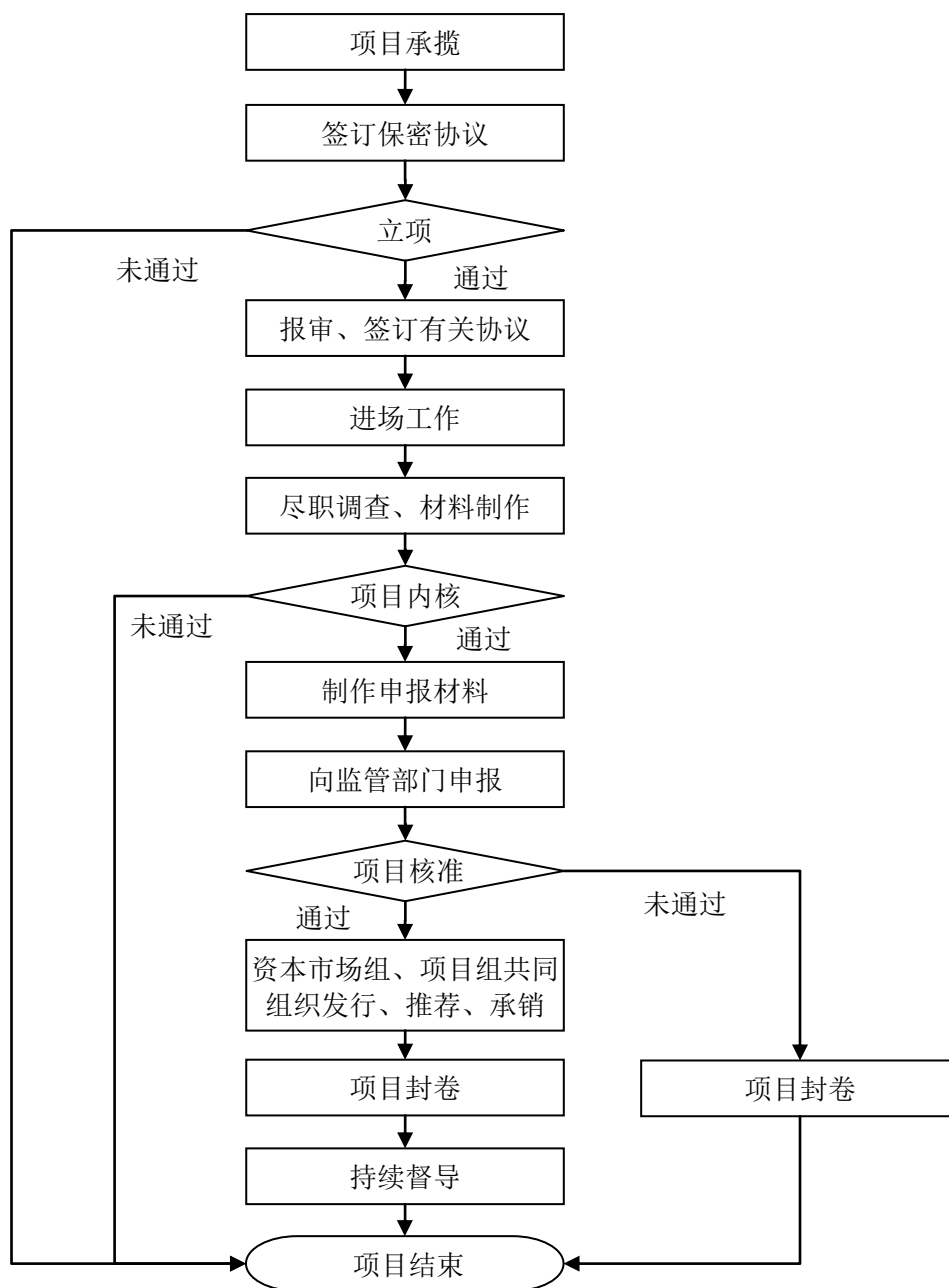 项目承揽
签订保密协议
立项
未通过
通过
报审、签订有关协议
进场工作
尽职调查、材料制作
项目内核
未通过
通过
制作申报材料
向监管部门申报
项目核准
通过
未通过
资本市场组、项目组共同
组织发行、推荐、承销
项目封卷
项目封卷
持续督导
项目结束